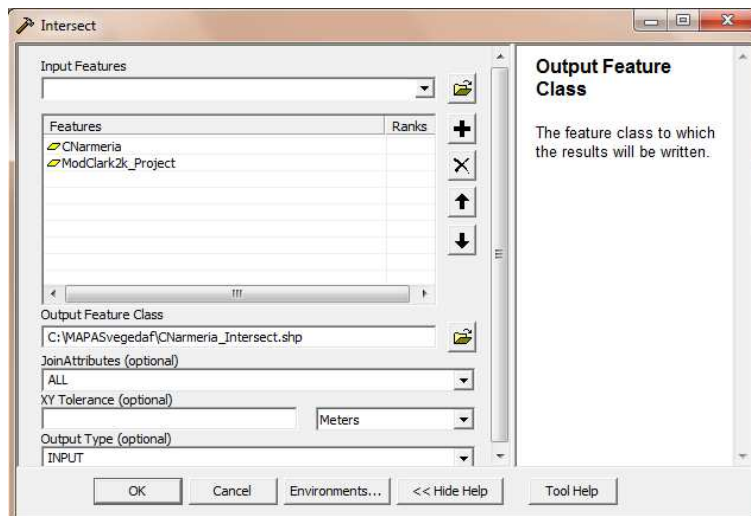 Intersect
Input Features
Features Ranks
CNarmeria
ModClark2k_Project
Output Feature Class
C:\MAPASvegedaf\CNarmeria_Intersect.shp
JoinAttributes (optional)
ALL
XY Tolerance (optional)
Meters
Output Type (optional)
INPUT
OK Cancel Environments... << Hide Help Tool Help
Output Feature
Class
The feature class to which
the results will be written.